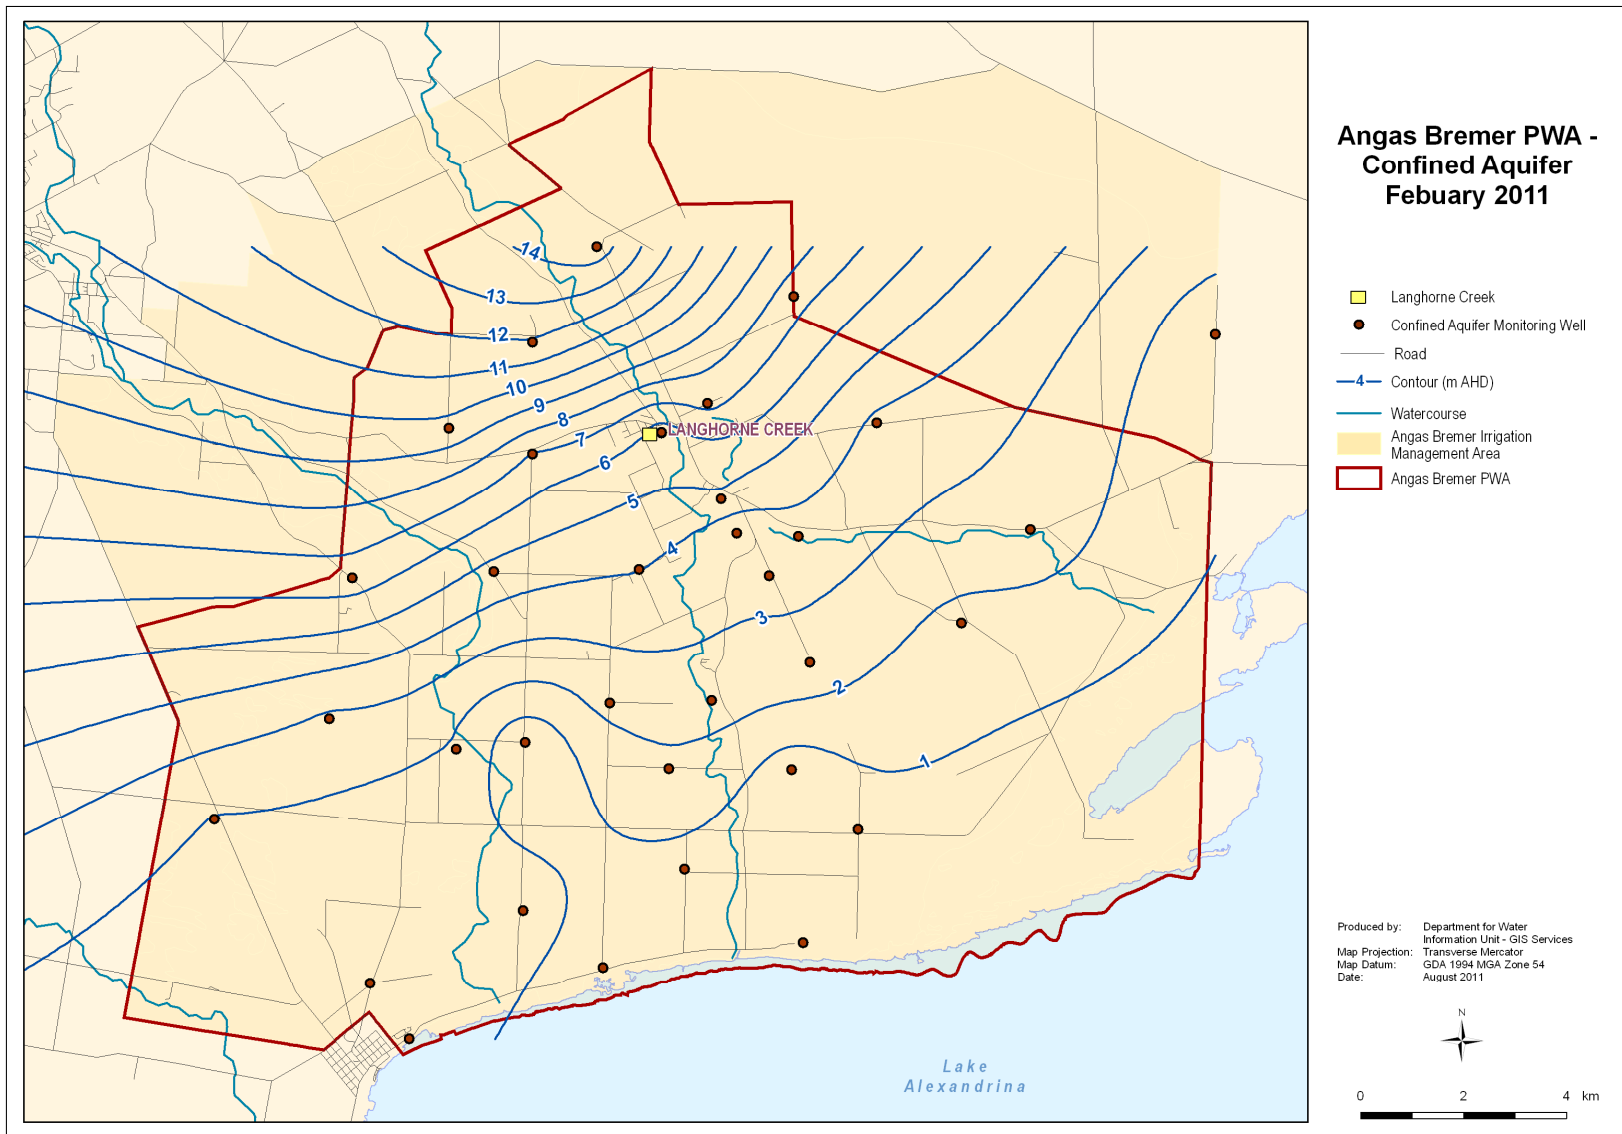 Angas Bremer PWA -
Confined Aquifer
Febuary 2011
14
13
12
11
10
9
8
7
6
5
4
3
2
1
LANGHORNE CREEK
Lake
Alexandrina
Langhorne Creek
Confined Aquifer Monitoring Well
Road
4 Contour (m AHD)
Watercourse
Angas Bremer Irrigation
Management Area
Angas Bremer PWA
Produced by: Department for Water
Information Unit - GIS Services
Map Projection: Transverse Mercator
Map Datum: GDA 1994 MGA Zone 54
Date: August 2011
N
0 2 4 km